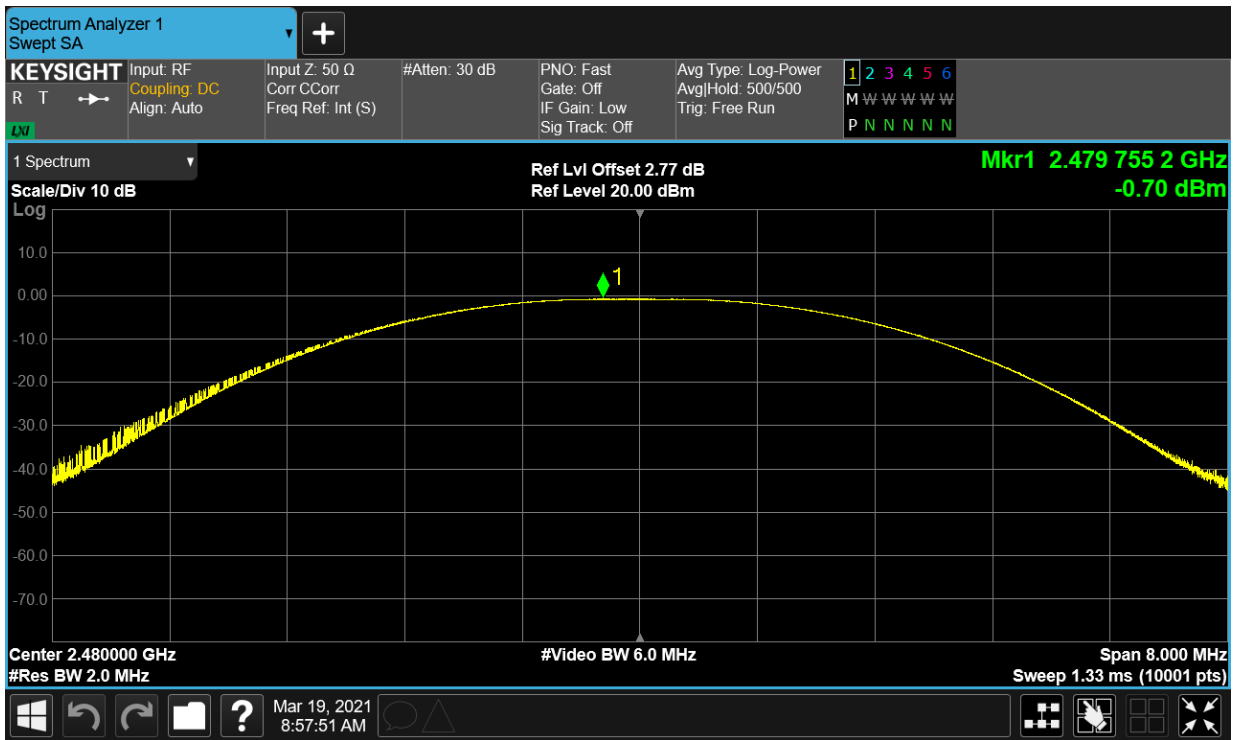 Spectrum Analyzer 1
Swept SA
KEYSIGHT
R T
LXI
Input: RF
Coupling: DC
Align: Auto
Input Z: 50 Ω
Corr CCorr
Freq Ref: Int (S)
#Atten: 30 dB
PNO: Fast
Gate: Off
IF Gain: Low
Sig Track: Off
Avg Type: Log-Power
Avg|Hold: 500/500
Trig: Free Run
1 2 3 4 5 6
M W W W W W
P N N N N N
1 Spectrum
Scale/Div 10 dB
Log
Ref Lvl Offset 2.77 dB
Ref Level 20.00 dBm
Mkr1 2.479 755 2 GHz
-0.70 dBm
1
10.0
0.00
-10.0
-20.0
-30.0
-40.0
-50.0
-60.0
-70.0
Center 2.480000 GHz
#Res BW 2.0 MHz
#Video BW 6.0 MHz
Span 8.000 MHz
Sweep 1.33 ms (10001 pts)
?
Mar 19, 2021
8:57:51 AM